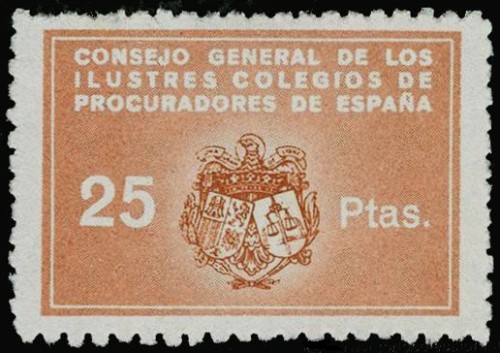 CONSEJO GENERAL DE LOS
ILUSTRES COLEGIOS DE
PROCURADORES DE ESPAÑA
25 Ptas.